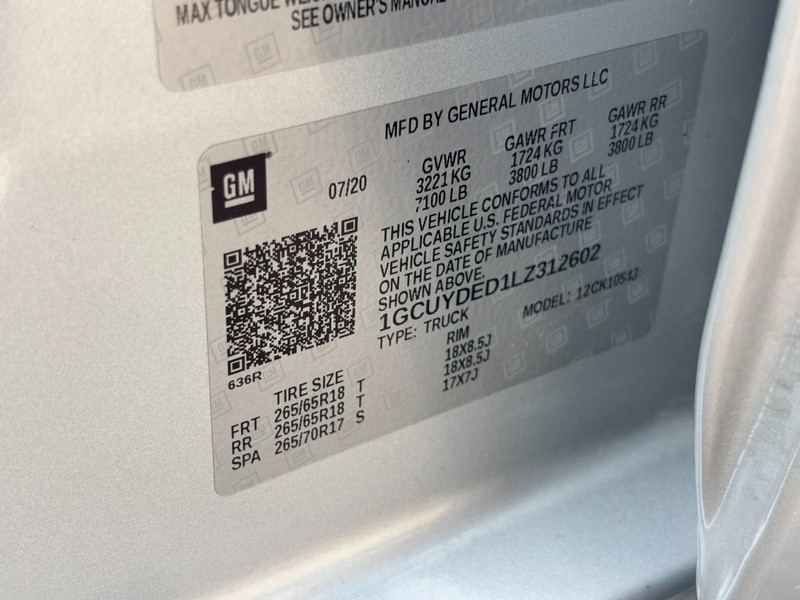 MAX TONGUE
SEE OWNER'S MANUAL
MFD BY GENERAL MOTORS LLC
GM
07/20
GVWR GAWR FRT GAWR RR
3221 KG 1724 KG 1724 KG
7100 LB 3800 LB 3800 LB
THIS VEHICLE CONFORMS TO ALL
APPLICABLE U.S. FEDERAL MOTOR
VEHICLE SAFETY STANDARDS IN EFFECT
ON THE DATE OF MANUFACTURE
SHOWN ABOVE.
1GCUYDED1LZ312602
TYPE: TRUCK MODEL: 12CK10543
636R
TIRE SIZE RIM
FRT 265/65R18 T 18X8.5J
RR 265/65R18 T 18X8.5J
SPA 265/70R17 S 17X7J